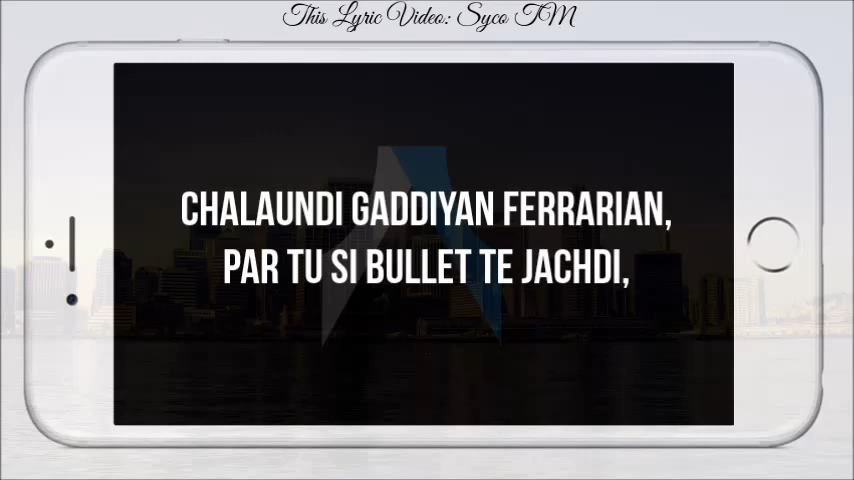 This Lyric Video: Syco TM
CHALAUNDI GADDIYAN FERRARIAN,
PAR TU SI BULLET TE JACHDI,